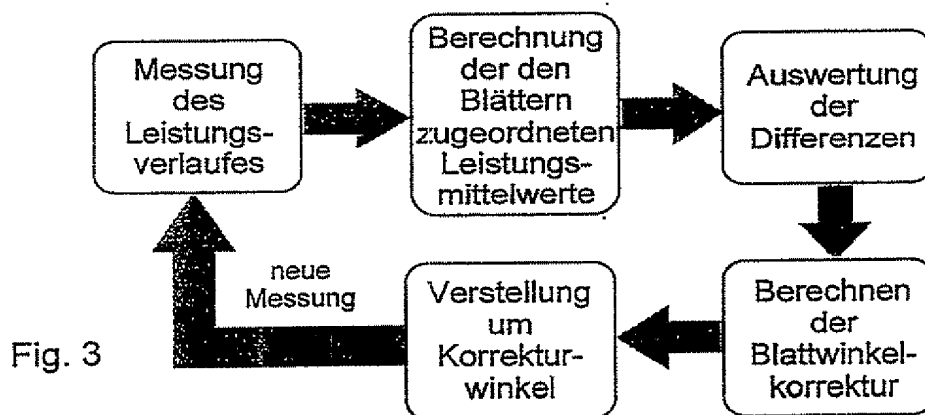 Messung
des
Leistungs-
verlaufes
Berechnung
der den
Blättern
zugeordneten
Leistungs-
mittelwerte
Auswertung
der
Differenzen
Berechnen
der
Blattwinkel-
korrektur
Verstellung
um
Korrektur-
winkel
neue
Messung
Fig. 3